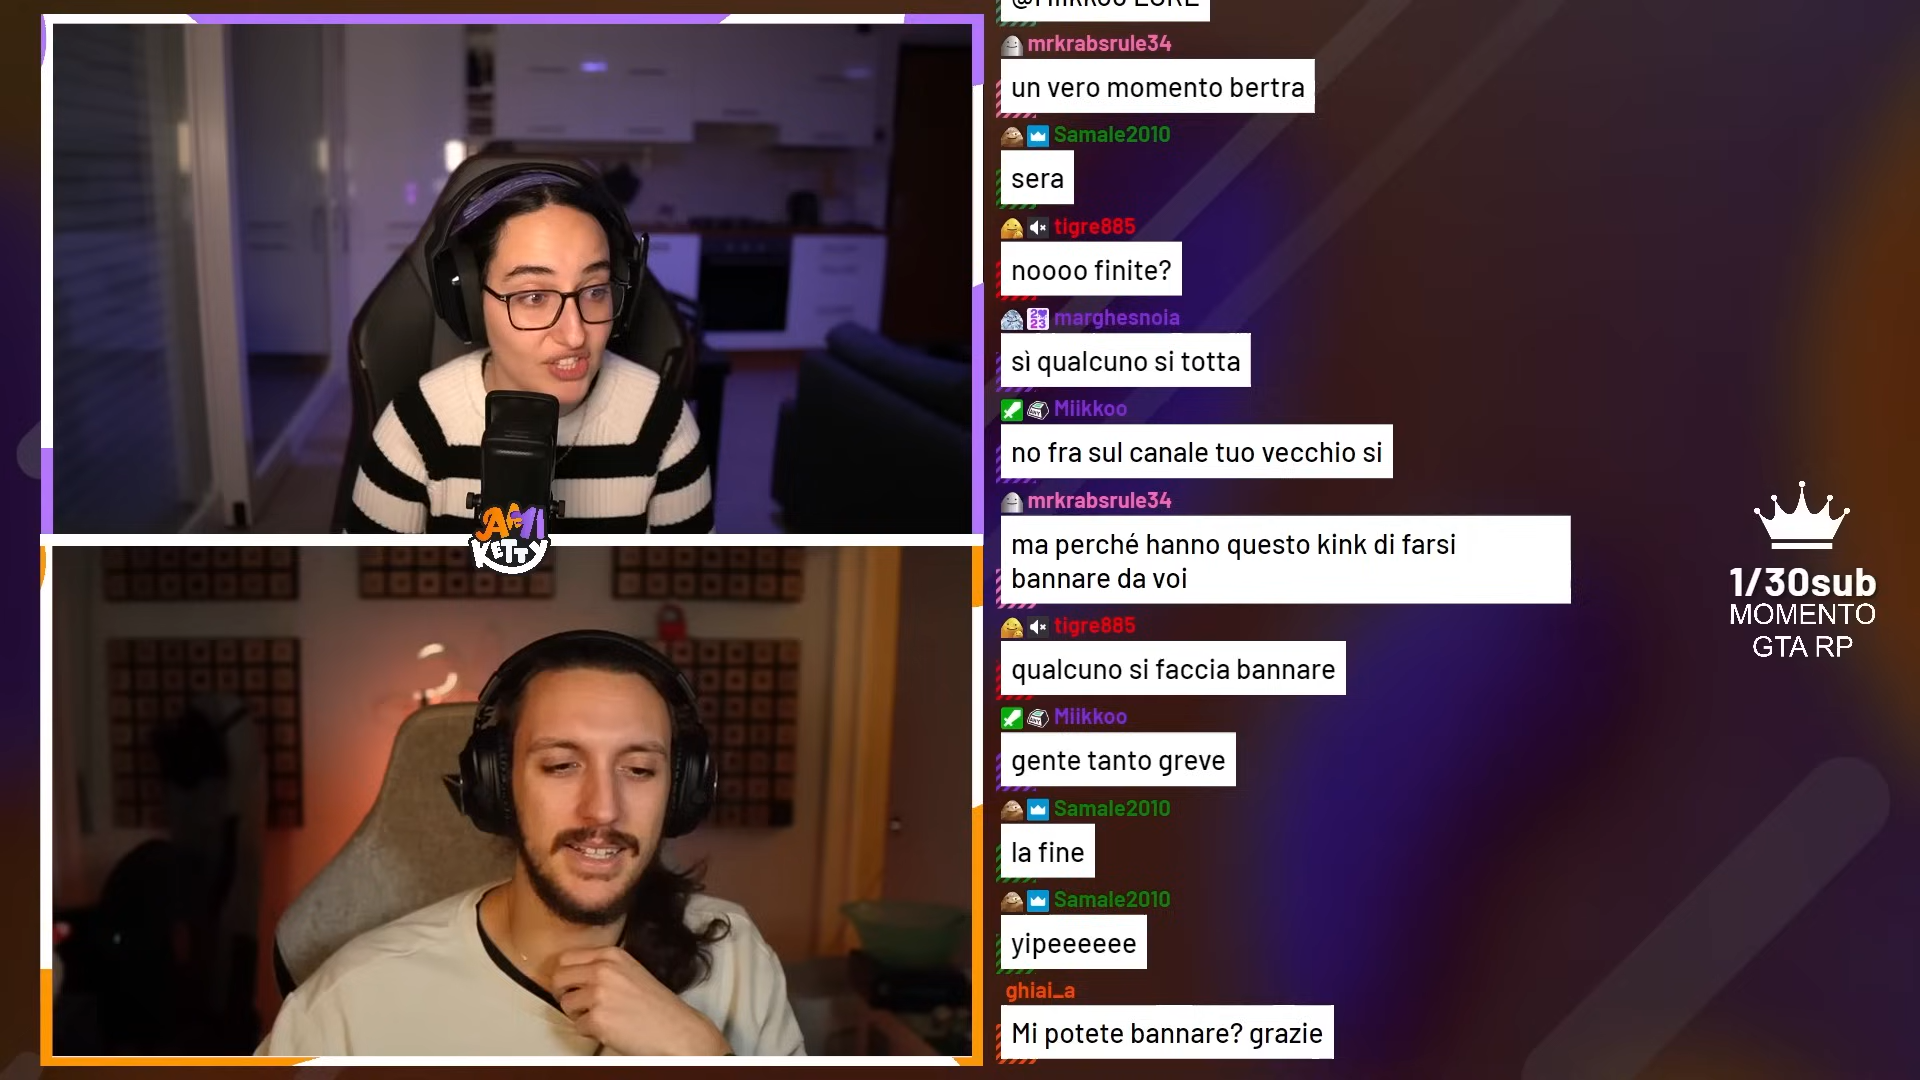 mrkrabsrule34
un vero momento bertra
Samale2010
sera
tigre885
noooo finite?
marghesnoia
sì qualcuno si totta
Miikkoo
no fra sul canale tuo vecchio si
mrkrabsrule34
ma perché hanno questo kink di farsi
bannare da voi
tigre885
qualcuno si faccia bannare
Miikkoo
gente tanto greve
Samale2010
la fine
Samale2010
yipeeeeee
ghiai_a
Mi potete bannare? grazie
AMI
KETTY
1/30sub
MOMENTO
GTA RP